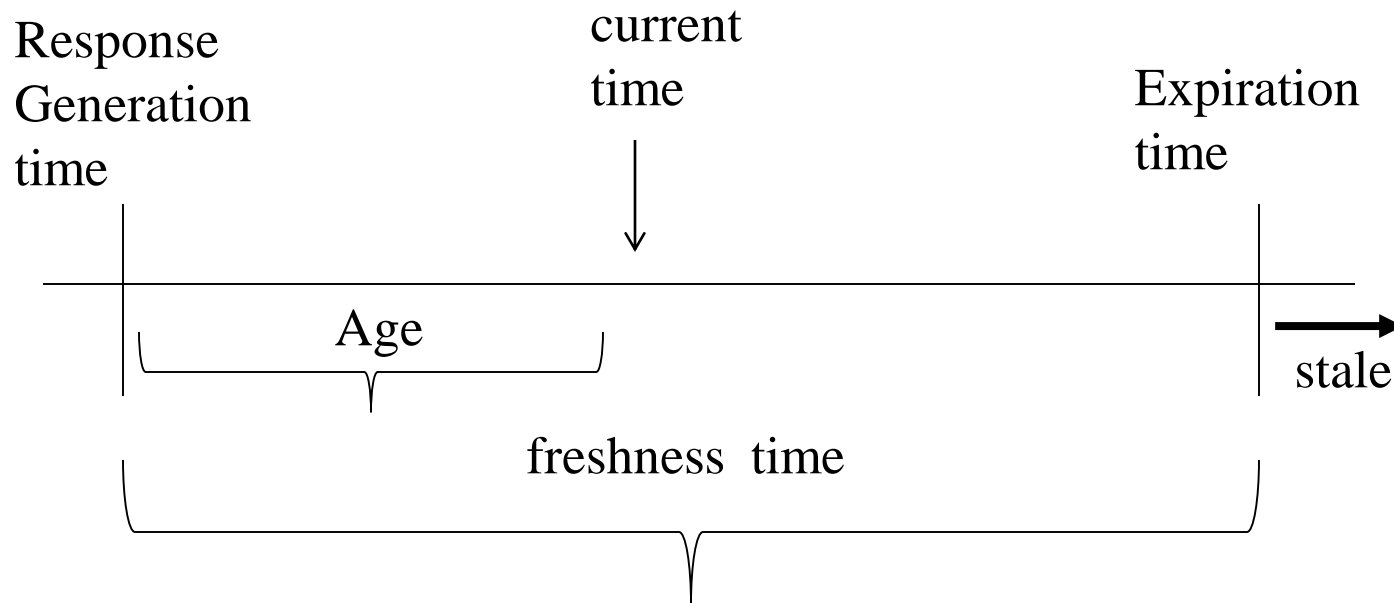 Response
Generation
time
current
time
Expiration
time
Age
stale
freshness time